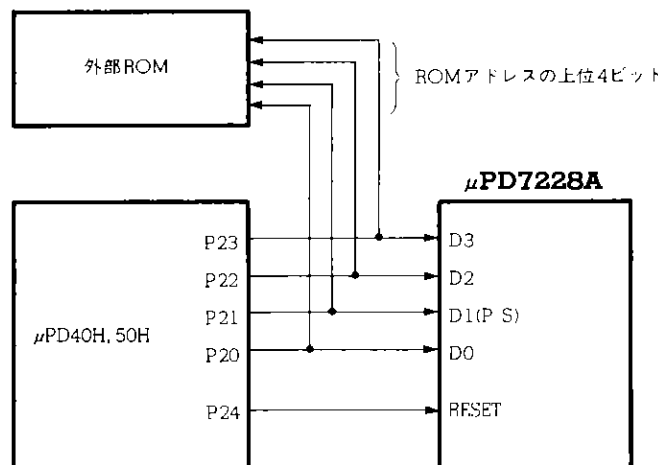 外部ROM
ROMアドレスの上位4ビット
μPD7228A
P23
D3
P22
D2
P21
D1(P S)
μPD40H, 50H
P20
D0
P24
RESET